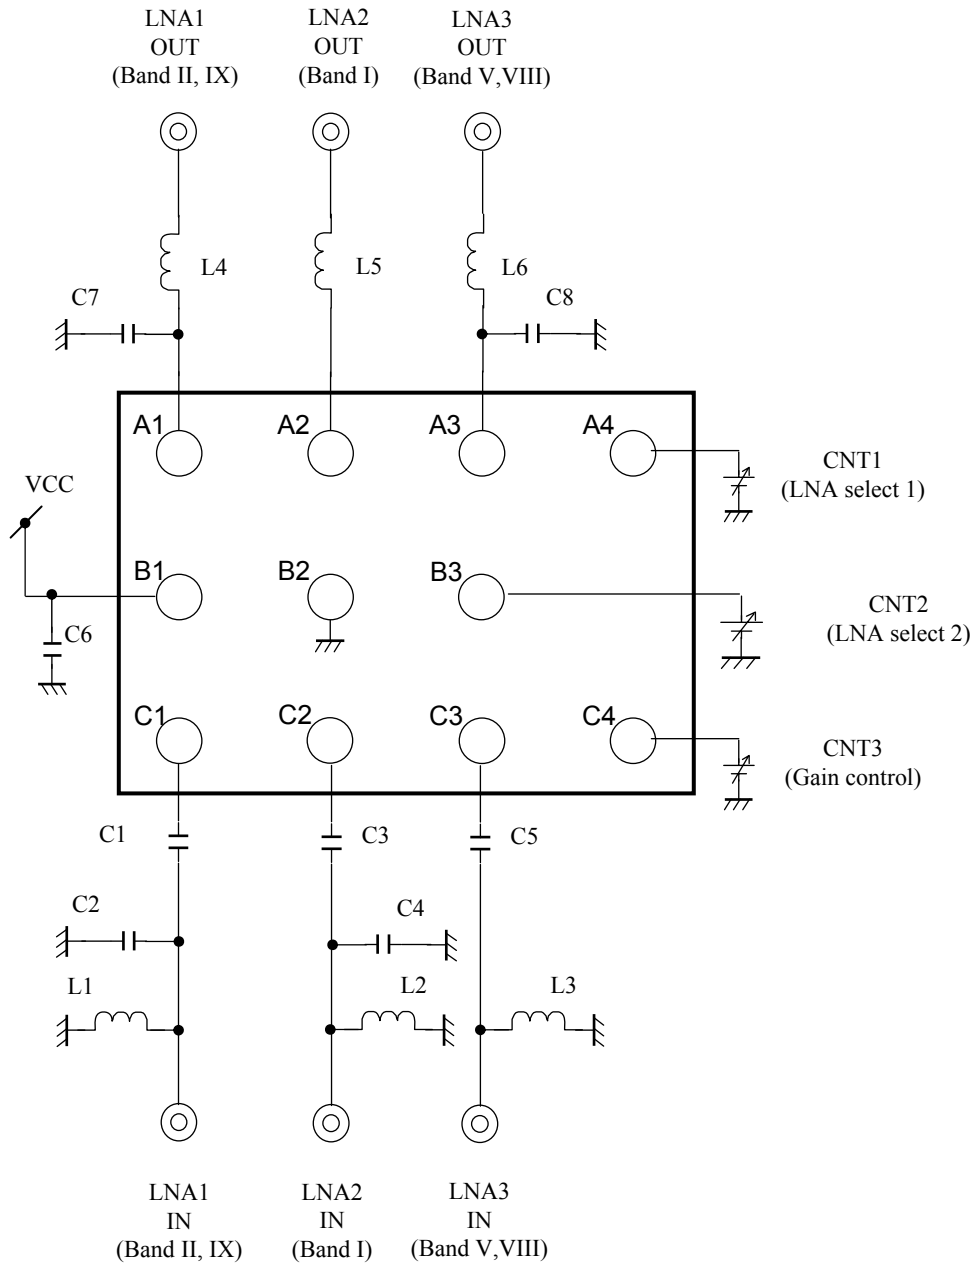 LNA1
OUT
(Band II, IX)
LNA2
OUT
(Band I)
LNA3
OUT
(Band V,VIII)
L4
L5
L6
C7
C8
A1
A2
A3
A4
CNT1
(LNA select 1)
VCC
B1
B2
B3
C6
CNT2
(LNA select 2)
C1
C2
C3
C4
CNT3
(Gain control)
C1
C3
C5
C2
C4
L1
L2
L3
LNA1
IN
(Band II, IX)
LNA2
IN
(Band I)
LNA3
IN
(Band V,VIII)